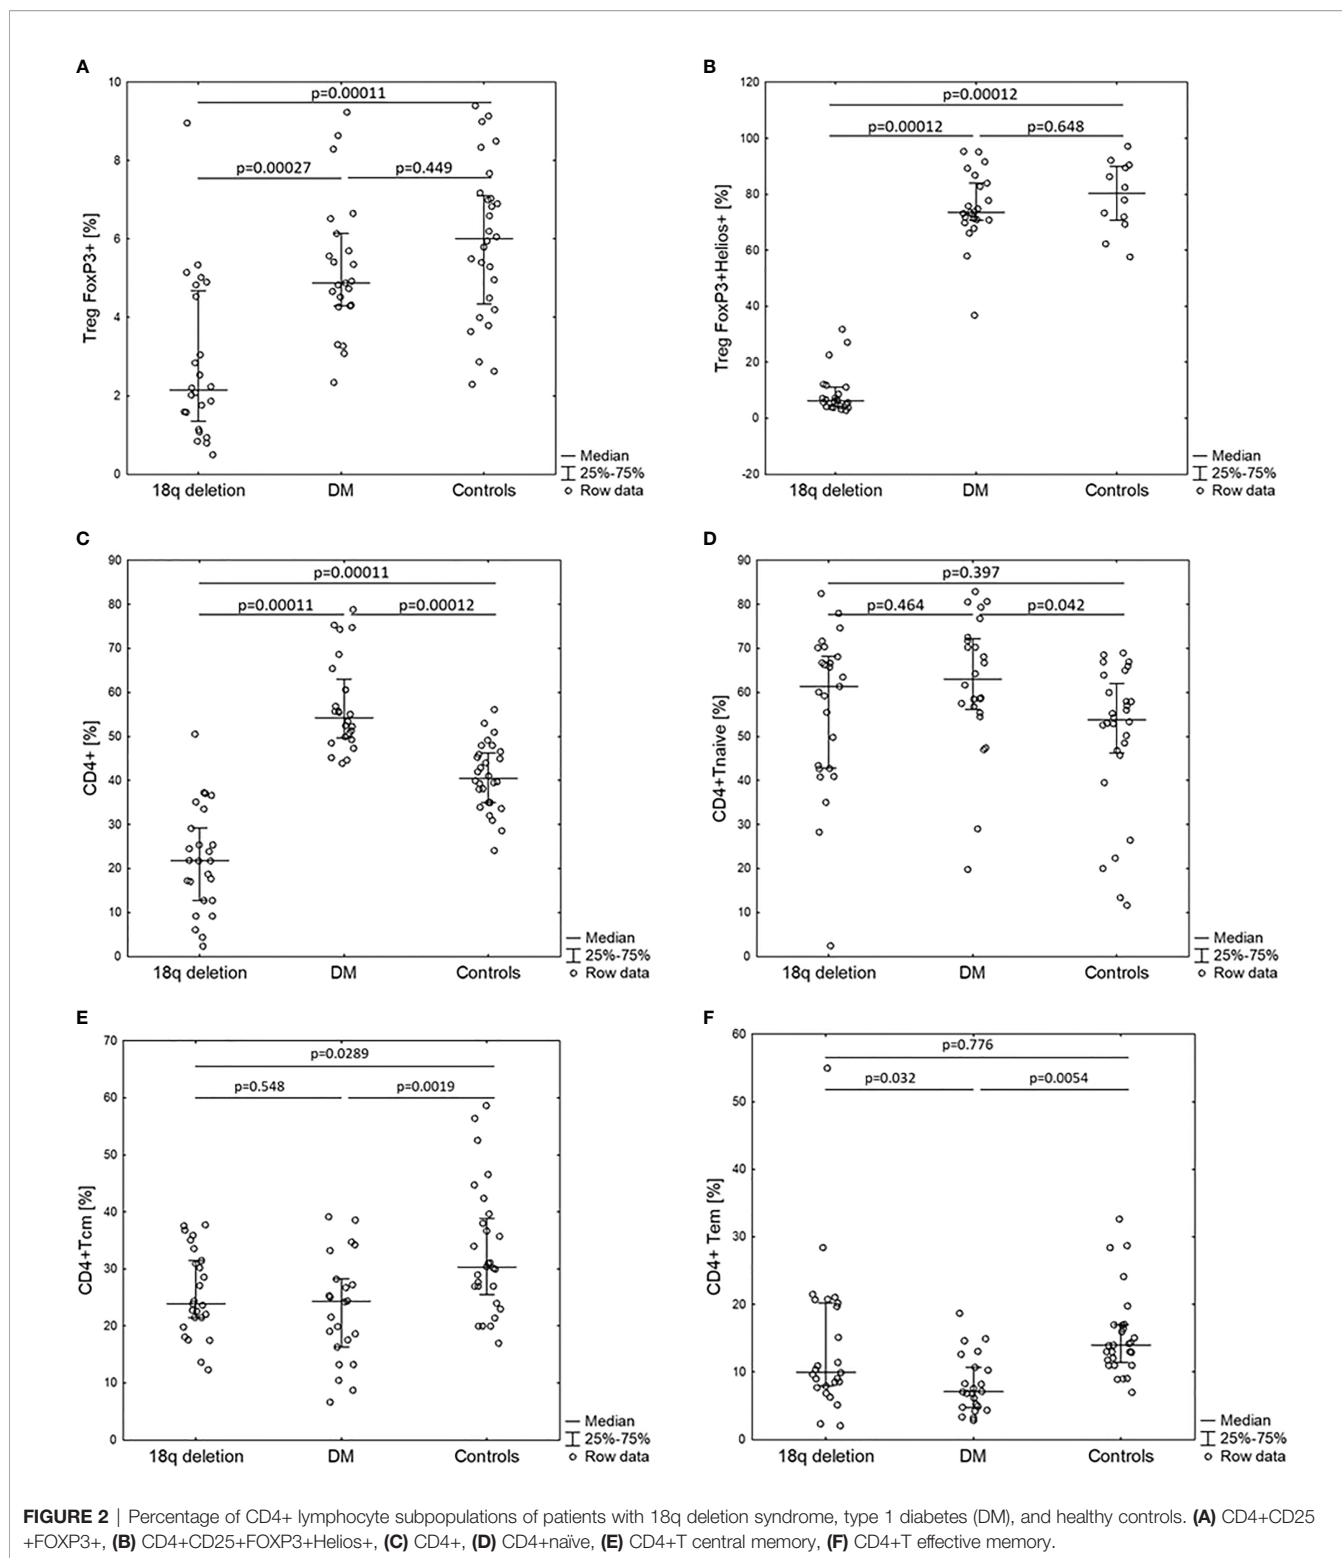 A
Treg FoxP3+ [%]
10
8
6
4
2
0
p=0.00011
p=0.00027
p=0.449
18q deletion
DM
Controls
Median
25%-75%
Row data
B
Treg FoxP3+Helios+ [%]
120
100
80
60
40
20
0
-20
p=0.00012
p=0.00012
p=0.648
18q deletion
DM
Controls
Median
25%-75%
Row data
C
CD4+ [%]
90
80
70
60
50
40
30
20
10
0
p=0.00011
p=0.00011
p=0.00012
18q deletion
DM
Controls
Median
25%-75%
Row data
D
CD4+Tnaive [%]
90
80
70
60
50
40
30
20
10
0
p=0.397
p=0.464
p=0.042
18q deletion
DM
Controls
Median
25%-75%
Row data
E
CD4+Tcm [%]
70
60
50
40
30
20
10
0
p=0.0289
p=0.548
p=0.0019
18q deletion
DM
Controls
Median
25%-75%
Row data
F
CD4+ Tem [%]
60
50
40
30
20
10
0
p=0.776
p=0.032
p=0.0054
18q deletion
DM
Controls
Median
25%-75%
Row data
FIGURE 2 | Percentage of CD4+ lymphocyte subpopulations of patients with 18q deletion syndrome, type 1 diabetes (DM), and healthy controls. (A) CD4+CD25
+FOXP3+, (B) CD4+CD25+FOXP3+Helios+, (C) CD4+, (D) CD4+naïve, (E) CD4+T central memory, (F) CD4+T effective memory.